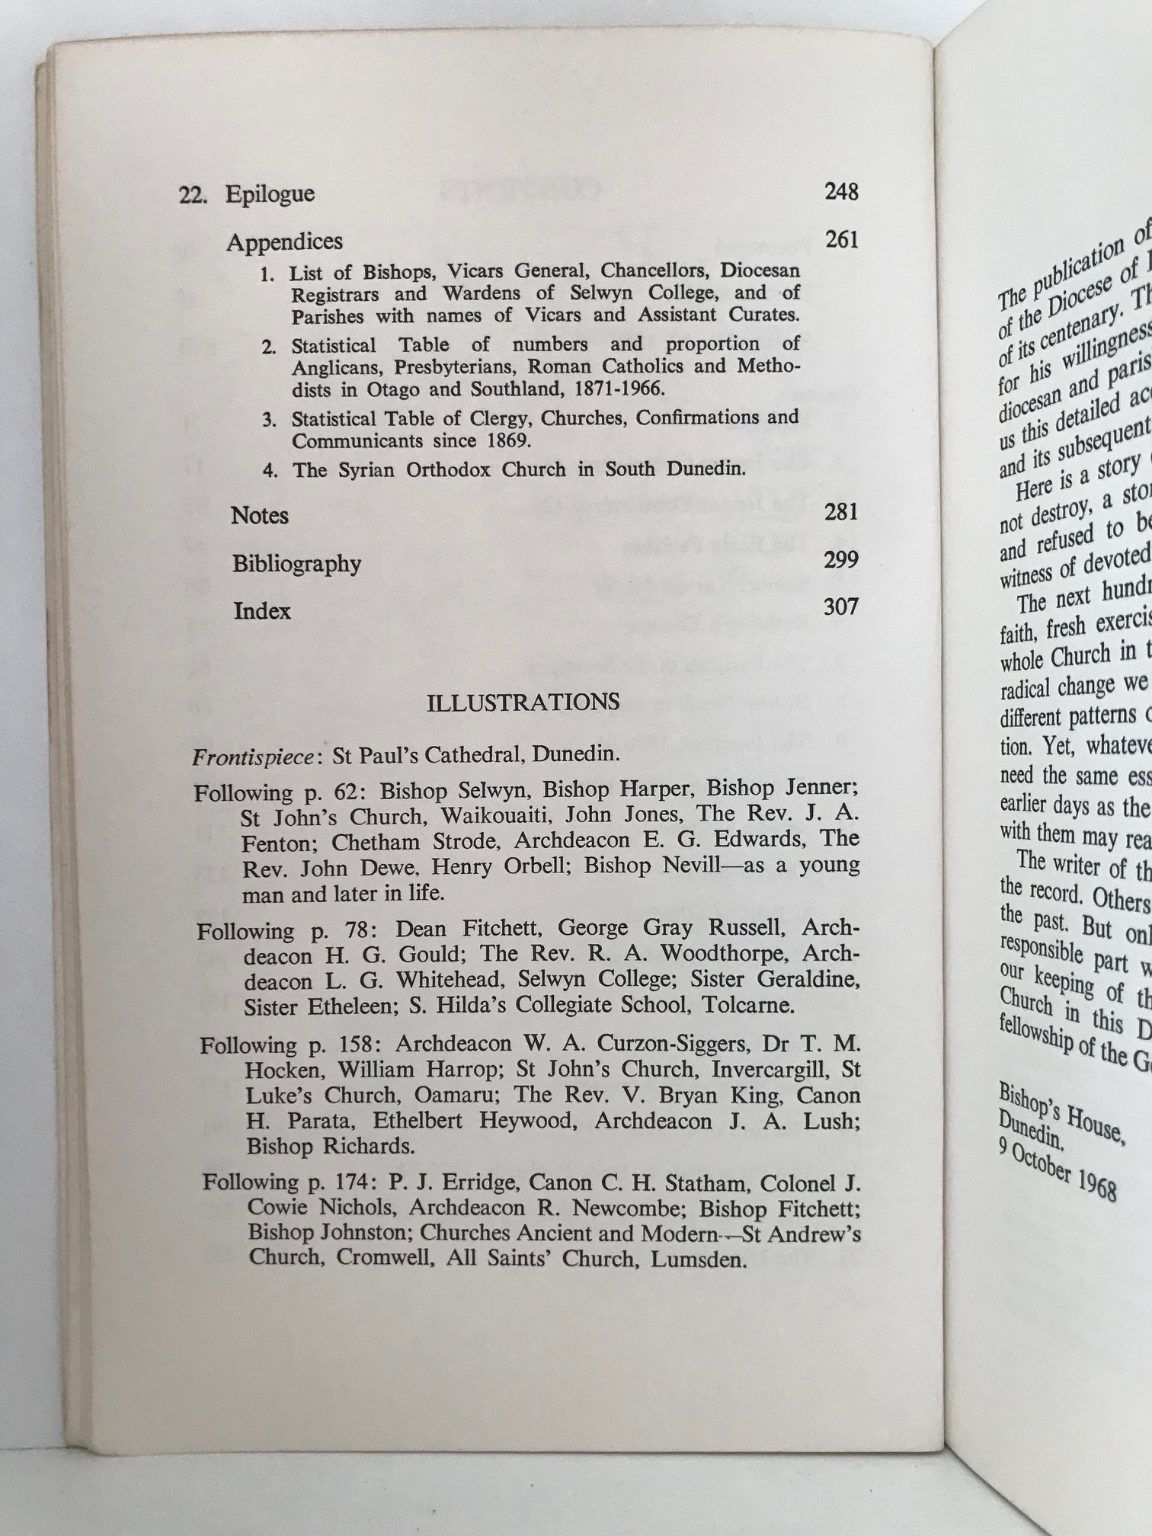 22. Epilogue 248
Appendices 261
1. List of Bishops, Vicars General, Chancellors, Diocesan
Registrars and Wardens of Selwyn College, and of
Parishes with names of Vicars and Assistant Curates.
2. Statistical Table of numbers and proportion of
Anglicans, Presbyterians, Roman Catholics and Metho-
dists in Otago and Southland, 1871-1966.
3. Statistical Table of Clergy, Churches, Confirmations and
Communicants since 1869.
4. The Syrian Orthodox Church in South Dunedin.
Notes 281
Bibliography 299
Index 307
ILLUSTRATIONS
Frontispiece: St Paul's Cathedral, Dunedin.
Following p. 62: Bishop Selwyn, Bishop Harper, Bishop Jenner;
St John's Church, Waikouaiti, John Jones, The Rev. J. A.
Fenton; Chetham Strode, Archdeacon E. G. Edwards, The
Rev. John Dewe, Henry Orbell; Bishop Nevill—as a young
man and later in life.
Following p. 78: Dean Fitchett, George Gray Russell, Arch-
deacon H. G. Gould; The Rev. R. A. Woodthorpe, Arch-
deacon L. G. Whitehead, Selwyn College; Sister Geraldine,
Sister Etheleen; S. Hilda's Collegiate School, Tolcarne.
Following p. 158: Archdeacon W. A. Curzon-Siggers, Dr T. M.
Hocken, William Harrop; St John's Church, Invercargill, St
Luke's Church, Oamaru; The Rev. V. Bryan King, Canon
H. Parata, Ethelbert Heywood, Archdeacon J. A. Lush;
Bishop Richards.
Following p. 174: P. J. Erridge, Canon C. H. Statham, Colonel J.
Cowie Nichols, Archdeacon R. Newcombe; Bishop Fitchett;
Bishop Johnston; Churches Ancient and Modern—St Andrew's
Church, Cromwell, All Saints' Church, Lumsden.
The publication of
of the Diocese of
of its centenary.
for his willingness
diocesan and
us this detailed
and its subsequent
Here is a story
not destroy, a
and refused to
witness of devoted
The next
faith, fresh
whole Church in
radical change we
different patterns
tion. Yet,
need the same
earlier days as the
with them may
The writer of
the record. Others
the past. But
responsible part
our keeping of
Church in this
fellowship of the
Bishop's House,
Dunedin.
9 October 1968